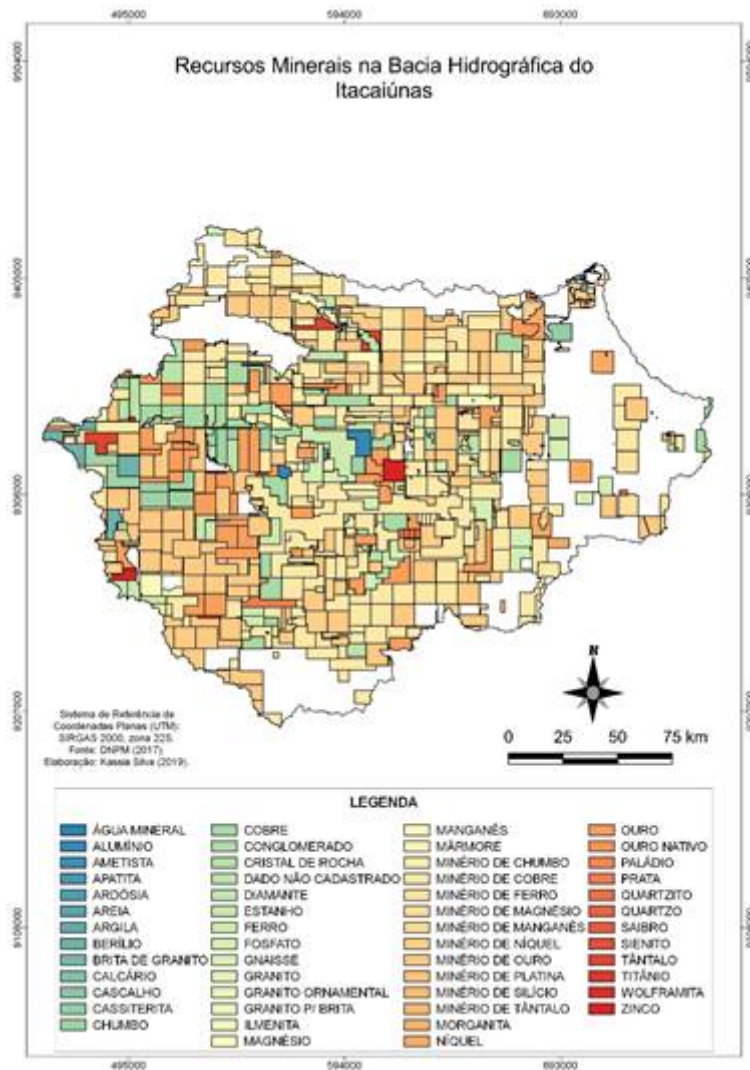 495000 594000 693000
Recursos Minerais na Bacia Hidrográfica do
Itacaiúnas
9504000
9504000
9405000
9405000
9306000
9306000
9207000
9207000
9108000
9108000
N
0 25 50 75 km
Sistema de Referência de
Coordenadas Planas (UTM):
SIRGAS 2000, zona 22S.
Fonte: DNPM (2017)
Elaboração: Kassia Silva (2019).
LEGENDA
ÁGUA MINERAL
ALUMÍNIO
AMETISTA
APATITA
ARDÓSIA
AREIA
ARGILA
BERÍLIO
BRITA DE GRANITO
CALCÁRIO
CASCALHO
CASSITERITA
CHUMBO
COBRE
CONGLOMERADO
CRISTAL DE ROCHA
DADO NÃO CADASTRADO
DIAMANTE
ESTANHO
FERRO
FOSFATO
GNAISSE
GRANITO
GRANITO ORNAMENTAL
GRANITO P/ BRITA
ILMENITA
MAGNÉSIO
MANGANÊS
MÁRMORE
MINÉRIO DE CHUMBO
MINÉRIO DE COBRE
MINÉRIO DE FERRO
MINÉRIO DE MAGNÉSIO
MINÉRIO DE MANGANÊS
MINÉRIO DE NÍQUEL
MINÉRIO DE OURO
MINÉRIO DE PLATINA
MINÉRIO DE SILÍCIO
MINÉRIO DE TÂNTALO
MORGANITA
NÍQUEL
OURO
OURO NATIVO
PALÁDIO
PRATA
QUARTZITO
QUARTZO
SAIBRO
SIENITO
TÂNTALO
TITÂNIO
WOLFRAMITA
ZINCO
495000 594000 693000